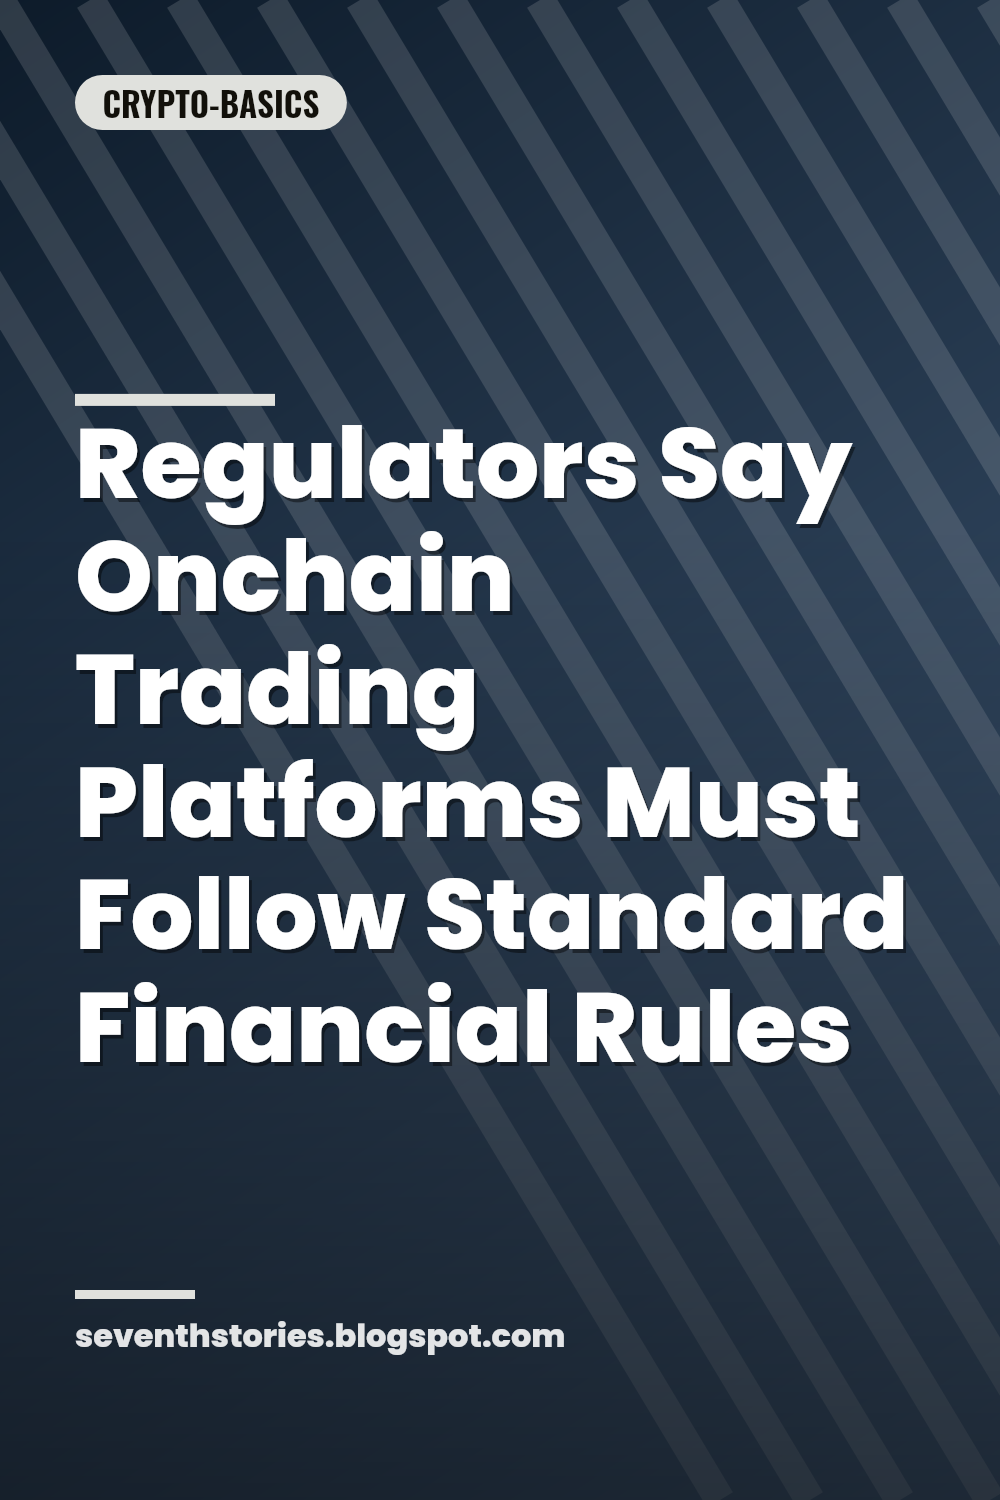 CRYPTO-BASICS
Regulators Say
Onchain
Trading
Platforms Must
Follow Standard
Financial Rules
seventhstories.blogspot.com